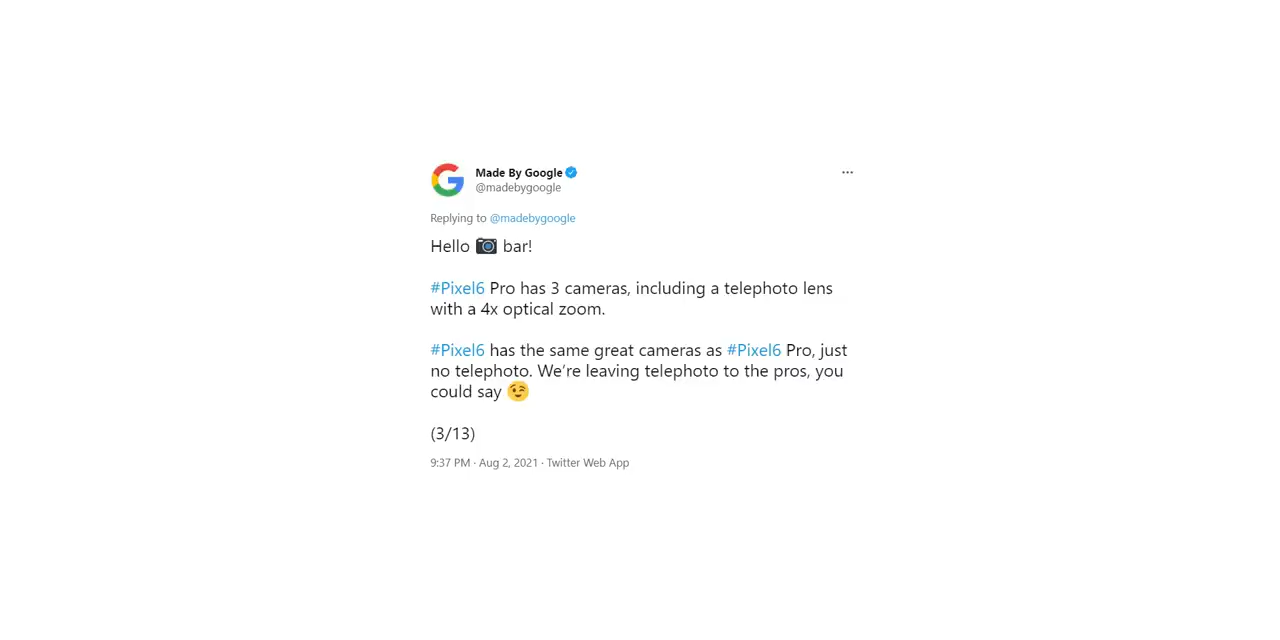 Made By Google
@madebygoogle
Replying to @madebygoogle
Hello 📷 bar!
#Pixel6 Pro has 3 cameras, including a telephoto lens
with a 4x optical zoom.
#Pixel6 has the same great cameras as #Pixel6 Pro, just
no telephoto. We’re leaving telephoto to the pros, you
could say 😉
(3/13)
9:37 PM · Aug 2, 2021 · Twitter Web App